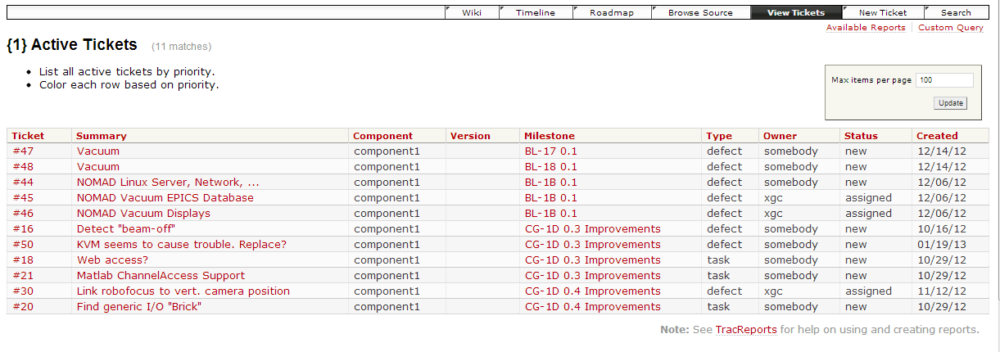 Wiki Timeline Roadmap Browse Source View Tickets New Ticket Search
Available Reports Custom Query
{1} Active Tickets (11 matches)
• List all active tickets by priority.
• Color each row based on priority.
Max items per page 100
Update
Ticket Summary Component Version Milestone Type Owner Status Created
#47 Vacuum component1 BL-17 0.1 defect somebody new 12/14/12
#48 Vacuum component1 BL-18 0.1 defect somebody new 12/14/12
#44 NOMAD Linux Server, Network, ... component1 BL-1B 0.1 defect somebody new 12/06/12
#45 NOMAD Vacuum EPICS Database component1 BL-1B 0.1 defect xgc assigned 12/06/12
#46 NOMAD Vacuum Displays component1 BL-1B 0.1 defect xgc assigned 12/06/12
#16 Detect "beam-off" component1 CG-1D 0.3 Improvements defect somebody new 10/16/12
#50 KVM seems to cause trouble. Replace? component1 CG-1D 0.3 Improvements defect somebody new 01/19/13
#18 Web access? component1 CG-1D 0.3 Improvements task somebody new 10/29/12
#21 Matlab ChannelAccess Support component1 CG-1D 0.3 Improvements task somebody new 10/29/12
#30 Link robofocus to vert. camera position component1 CG-1D 0.4 Improvements defect xgc assigned 11/12/12
#20 Find generic I/O "Brick" component1 CG-1D 0.4 Improvements task somebody new 10/29/12
Note: See TracReports for help on using and creating reports.